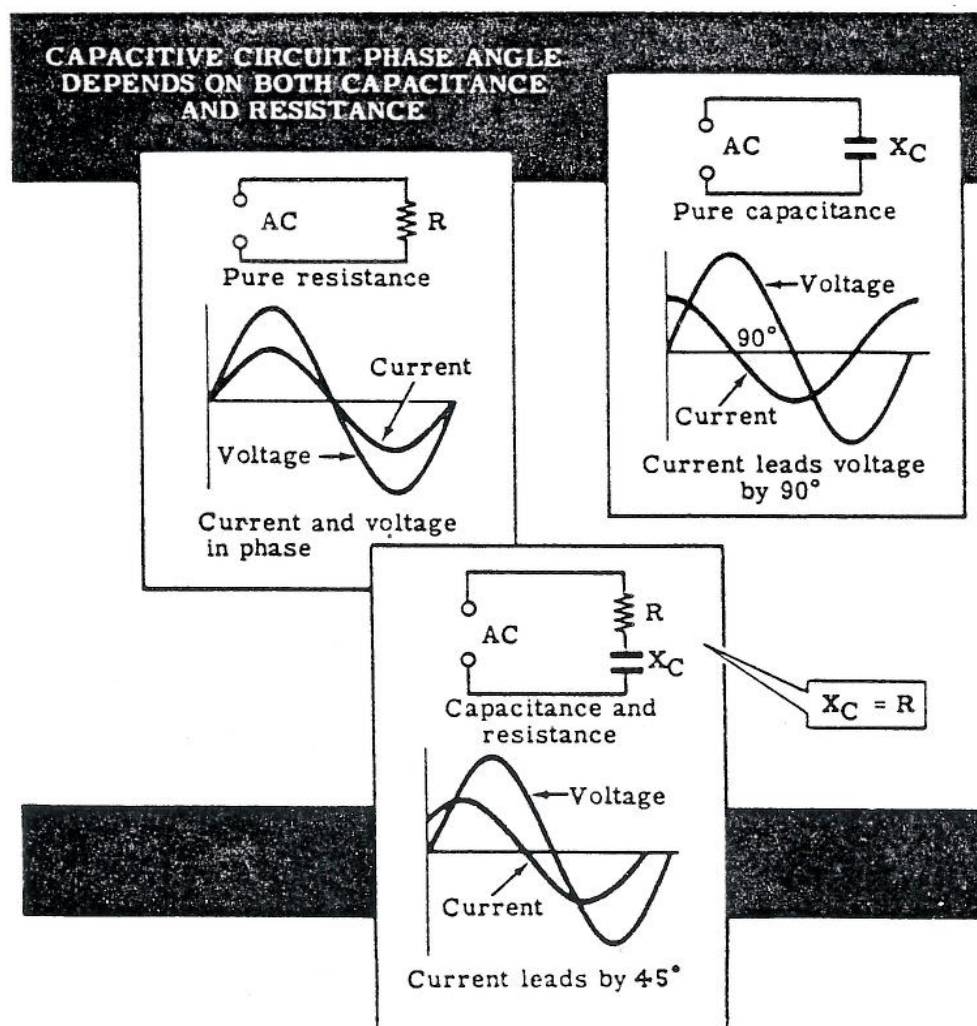 CAPACITIVE CIRCUIT PHASE ANGLE
DEPENDS ON BOTH CAPACITANCE
AND RESISTANCE
AC
R
Pure resistance
Current
Voltage
Current and voltage
in phase
AC
XC
Pure capacitance
Voltage
90°
Current
Current leads voltage
by 90°
AC
R
XC
Capacitance and
resistance
Voltage
Current
Current leads by 45°
XC = R